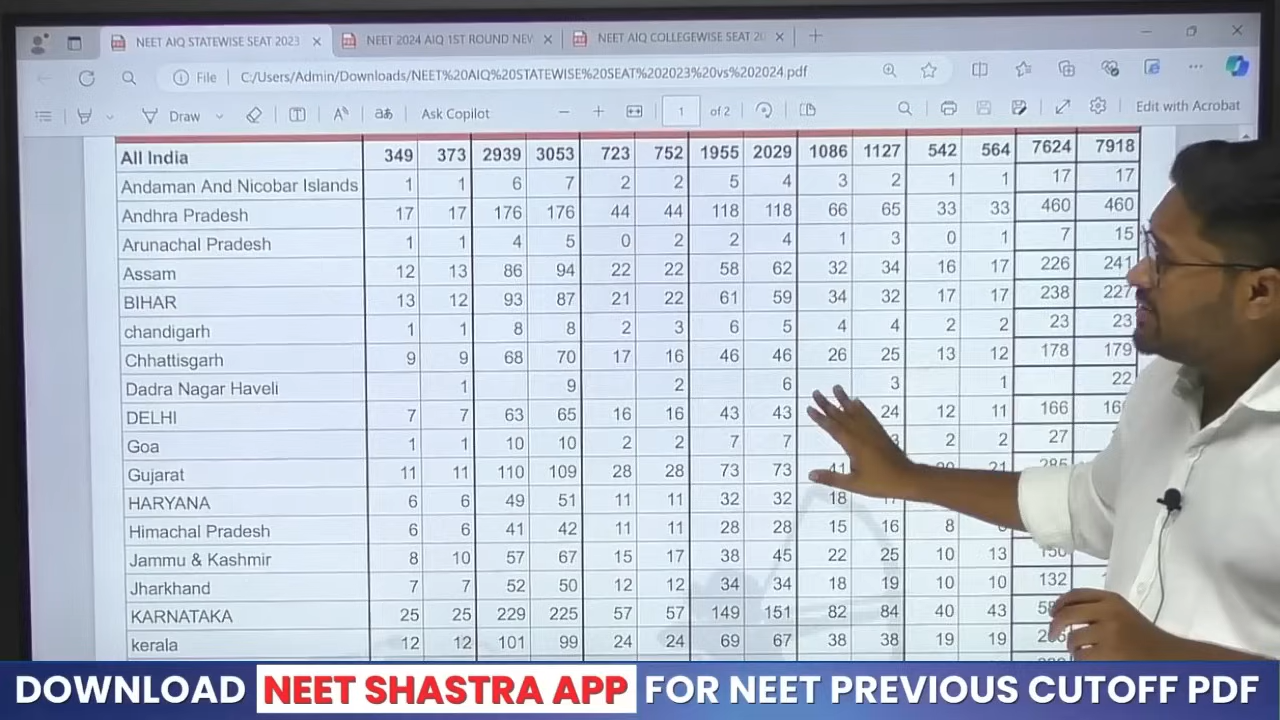 NEET AIQ STATEWISE SEAT 2023
NEET 2024 AIQ 1ST ROUND NEW
NEET AIQ COLLEGEWISE SEAT 20
File C:/Users/Admin/Downloads/NEET%20AIQ%20STATEWISE%20SEAT%202023%20vs%202024.pdf
Draw aあ Ask Copilot 1 of 2 Edit with Acrobat
All India 349 373 2939 3053 723 752 1955 2029 1086 1127 542 564 7624 7918
Andaman And Nicobar Islands 1 1 6 7 2 2 5 4 3 2 1 1 17 17
Andhra Pradesh 17 17 176 176 44 44 118 118 66 65 33 33 460 460
Arunachal Pradesh 1 1 4 5 0 2 2 4 1 3 0 1 7 15
Assam 12 13 86 94 22 22 58 62 32 34 16 17 226 241
BIHAR 13 12 93 87 21 22 61 59 34 32 17 17 238 227
chandigarh 1 1 8 8 2 3 6 5 4 4 2 2 23 23
Chhattisgarh 9 9 68 70 17 16 46 46 26 25 13 12 178 179
Dadra Nagar Haveli 1 9 2 6 3 1 22
DELHI 7 7 63 65 16 16 43 43 24 12 11 166
Goa 1 1 10 10 2 2 7 7 2 2 27
Gujarat 11 11 110 109 28 28 73 73 41 21
HARYANA 6 6 49 51 11 11 32 32 18
Himachal Pradesh 6 6 41 42 11 11 28 28 15 16 8
Jammu & Kashmir 8 10 57 67 15 17 38 45 22 25 10 13 150
Jharkhand 7 7 52 50 12 12 34 34 18 19 10 10 132
KARNATAKA 25 25 229 225 57 57 149 151 82 84 40 43
kerala 12 12 101 99 24 24 69 67 38 38 19 19
DOWNLOAD NEET SHASTRA APP FOR NEET PREVIOUS CUTOFF PDF